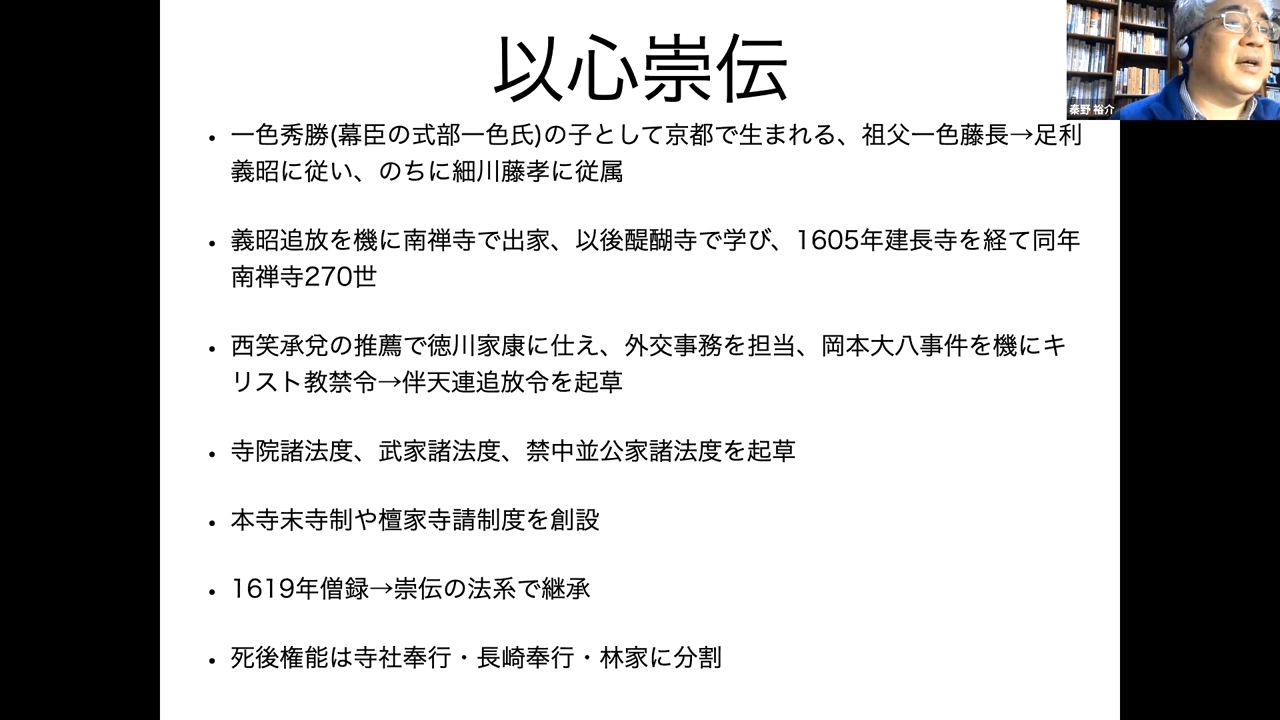 以心崇伝
秦野 裕介
・一色秀勝(幕臣の式部一色氏)の子として京都で生まれる、祖父一色藤長→足利
義昭に従い、のちに細川藤孝に従属
・義昭追放を機に南禅寺で出家、以後醍醐寺で学び、1605年建長寺を経て同年
南禅寺270世
・西笑承兌の推薦で徳川家康に仕え、外交事務を担当、岡本大八事件を機にキ
リスト教禁令→伴天連追放令を起草
・寺院諸法度、武家諸法度、禁中並公家諸法度を起草
・本寺末寺制や檀家寺請制度を創設
・1619年僧録→崇伝の法系で継承
・死後権能は寺社奉行・長崎奉行・林家に分割